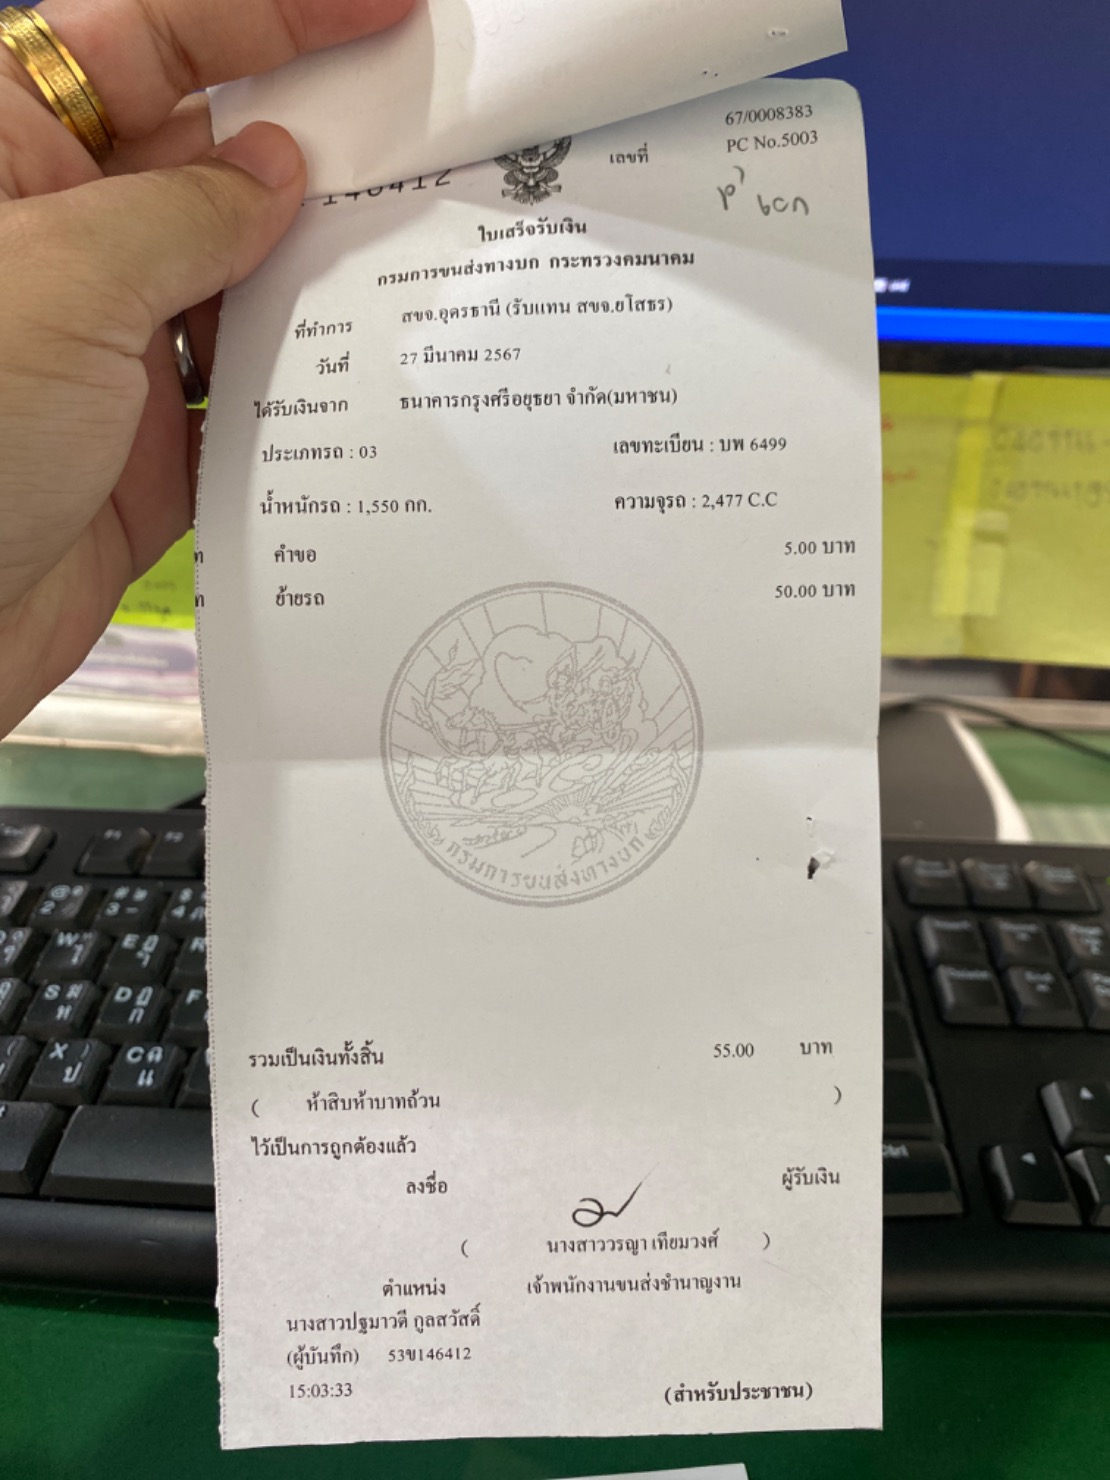 67/0008383
เลขที่ PC No.5003
146412
ใบเสร็จรับเงิน
กรมการขนส่งทางบก กระทรวงคมนาคม
ที่ทำการ สขจ.อุดรธานี (รับแทน สขจ.ยโสธร)
วันที่ 27 มีนาคม 2567
ได้รับเงินจาก ธนาคารกรุงศรีอยุธยา จำกัด(มหาชน)
ประเภทรถ : 03 เลขทะเบียน : บพ 6499
น้ำหนักรถ : 1,550 กก. ความจุรถ : 2,477 C.C
คำขอ 5.00 บาท
ย้ายรถ 50.00 บาท
กรมการขนส่งทางบก
รวมเป็นเงินทั้งสิ้น 55.00 บาท
( ห้าสิบห้าบาทถ้วน )
ไว้เป็นการถูกต้องแล้ว
ลงชื่อ ผู้รับเงิน
( นางสาววรญา เทียมวงศ์ )
ตำแหน่ง เจ้าพนักงานขนส่งชำนาญงาน
นางสาวปฐมาวดี กูลสวัสดิ์
(ผู้บันทึก) 53ข146412
15:03:33 (สำหรับประชาชน)